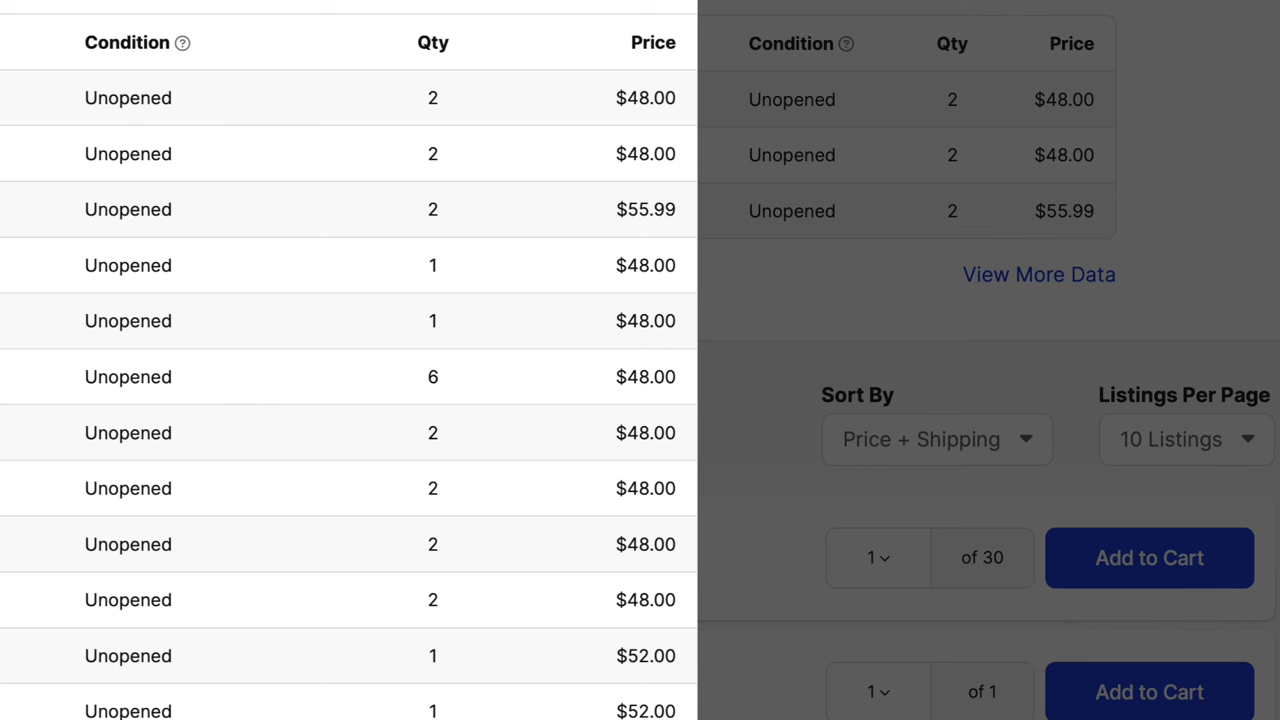 Condition ? Qty Price
Unopened 2 $48.00
Unopened 2 $48.00
Unopened 2 $55.99
Unopened 1 $48.00
Unopened 1 $48.00
Unopened 6 $48.00
Unopened 2 $48.00
Unopened 2 $48.00
Unopened 2 $48.00
Unopened 2 $48.00
Unopened 1 $52.00
Unopened 1 $52.00
Condition ? Qty Price
Unopened 2 $48.00
Unopened 2 $48.00
Unopened 2 $55.99
View More Data
Sort By Listings Per Page
Price + Shipping 10 Listings
1 of 30 Add to Cart
1 of 1 Add to Cart